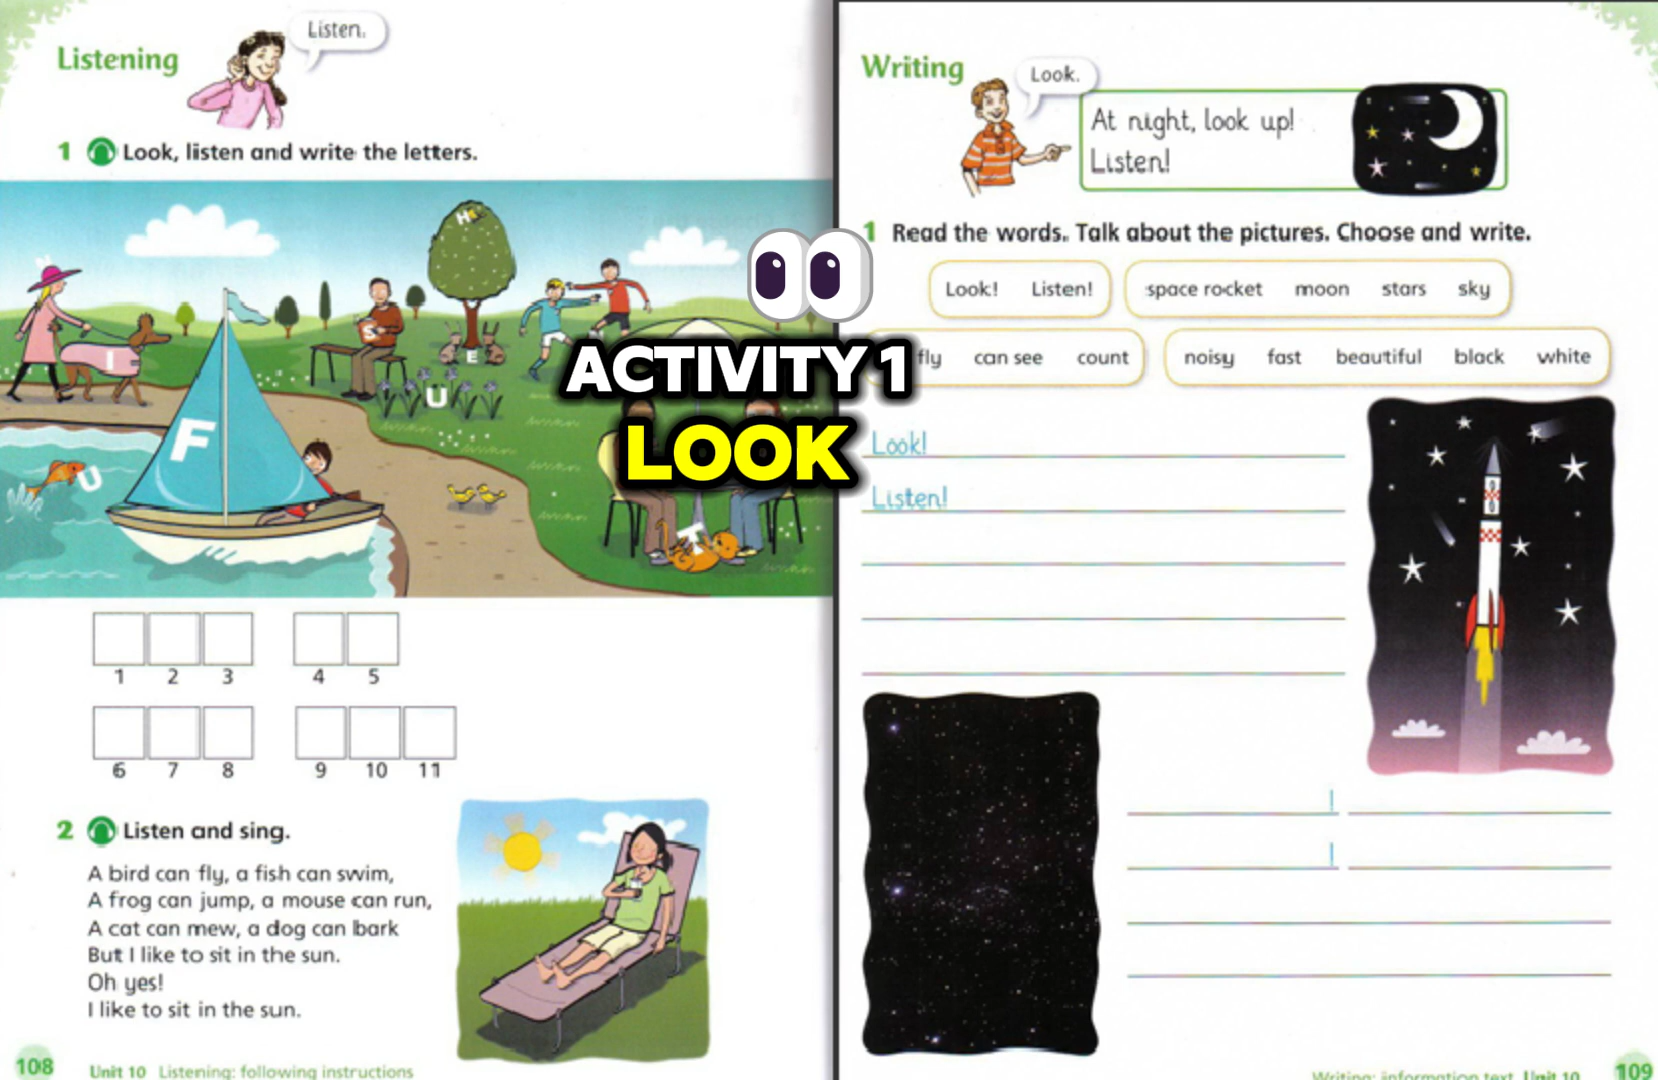 Listening
Listen.
1 Look, listen and write the letters.
H
I
S
E
U
F
U
T
1 2 3 4 5
6 7 8 9 10 11
2 Listen and sing.
A bird can fly, a fish can swim,
A frog can jump, a mouse can run,
A cat can mew, a dog can bark
But I like to sit in the sun.
Oh yes!
I like to sit in the sun.
108 Unit 10 Listening: following instructions
ACTIVITY 1
LOOK
Writing
Look.
At night, look up!
Listen!
1 Read the words. Talk about the pictures. Choose and write.
Look! Listen!
space rocket moon stars sky
fly can see count
noisy fast beautiful black white
Look!
Listen!
!
!
Writing: information text Unit 10 109